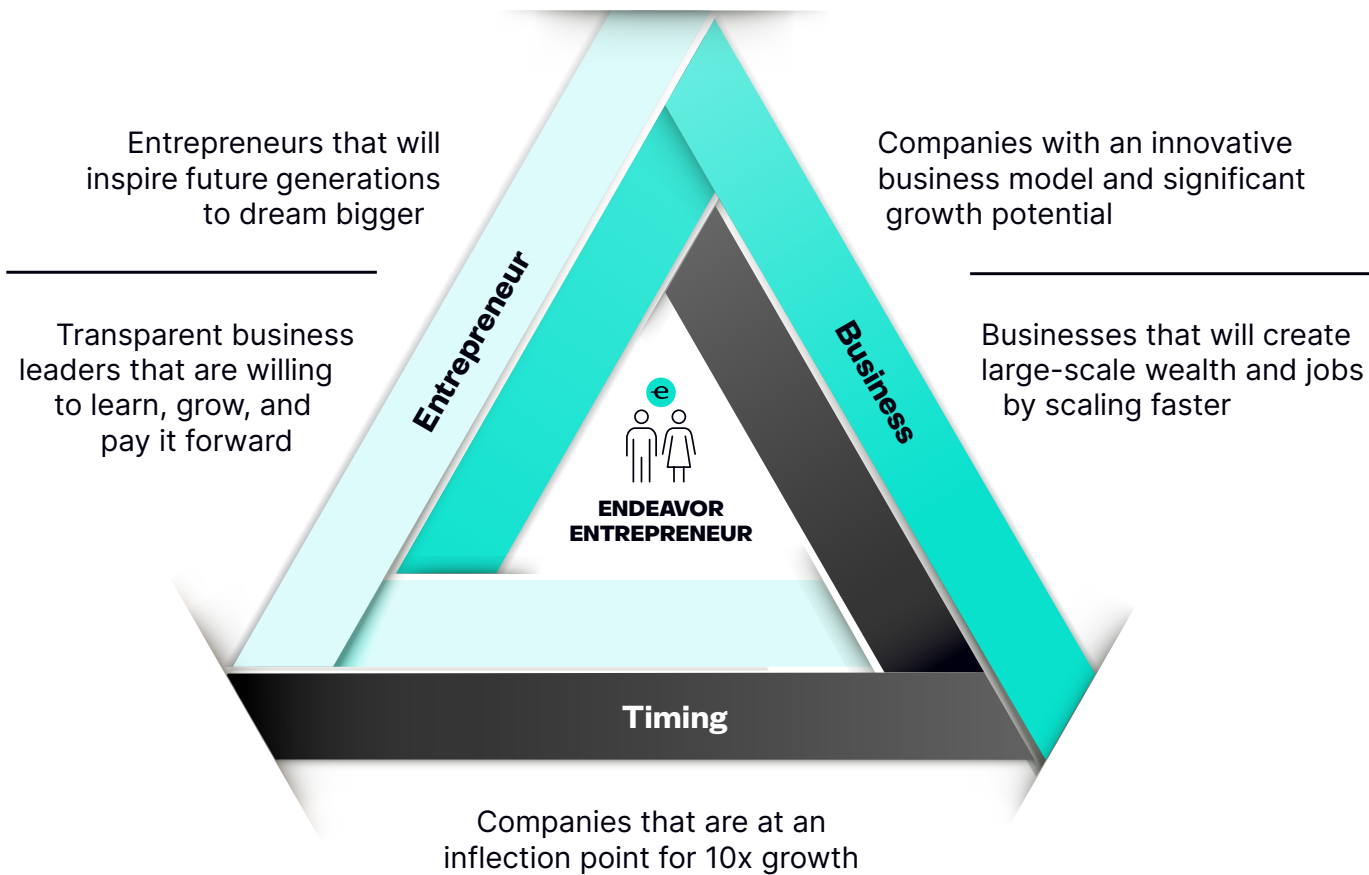 Entrepreneurs that will
inspire future generations
to dream bigger
Transparent business
leaders that are willing
to learn, grow, and
pay it forward
Entrepreneur
Companies with an innovative
business model and significant
growth potential
Businesses that will create
large-scale wealth and jobs
by scaling faster
Business
e
ENDEAVOR
ENTREPRENEUR
Timing
Companies that are at an
inflection point for 10x growth